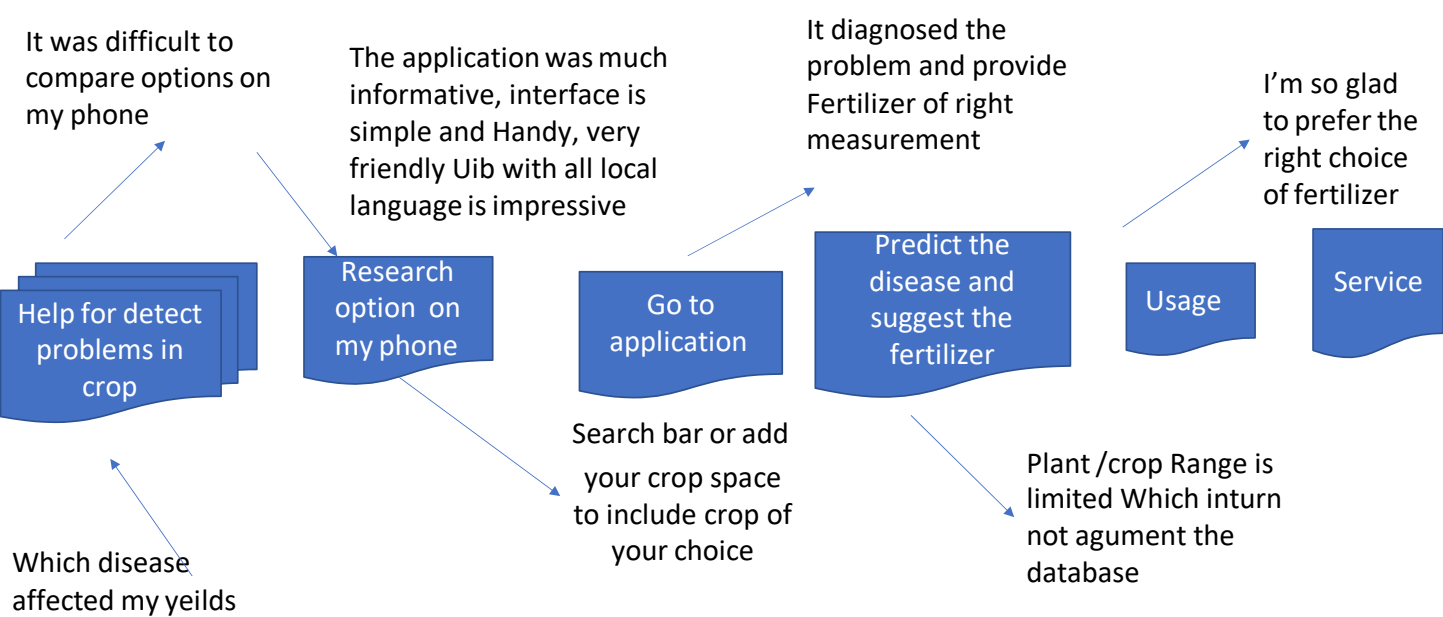 It was difficult to
compare options on
my phone
The application was much
informative, interface is
simple and Handy, very
friendly Uib with all local
language is impressive
It diagnosed the
problem and provide
Fertilizer of right
measurement
I'm so glad
to prefer the
right choice
of fertilizer
Help for detect
problems in
crop
Research
option on
my phone
Go to
application
Predict the
disease and
suggest the
fertilizer
Usage
Service
Which disease
affected my yeilds
Search bar or add
your crop space
to include crop of
your choice
Plant /crop Range is
limited Which inturn
not agument the
database